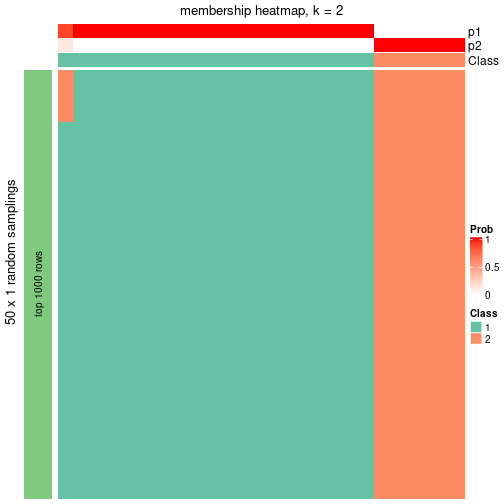 membership heatmap, k = 2
p1
p2
Class
50 x 1 random samplings
top 1000 rows
Prob
1
0.5
0
Class
1
2